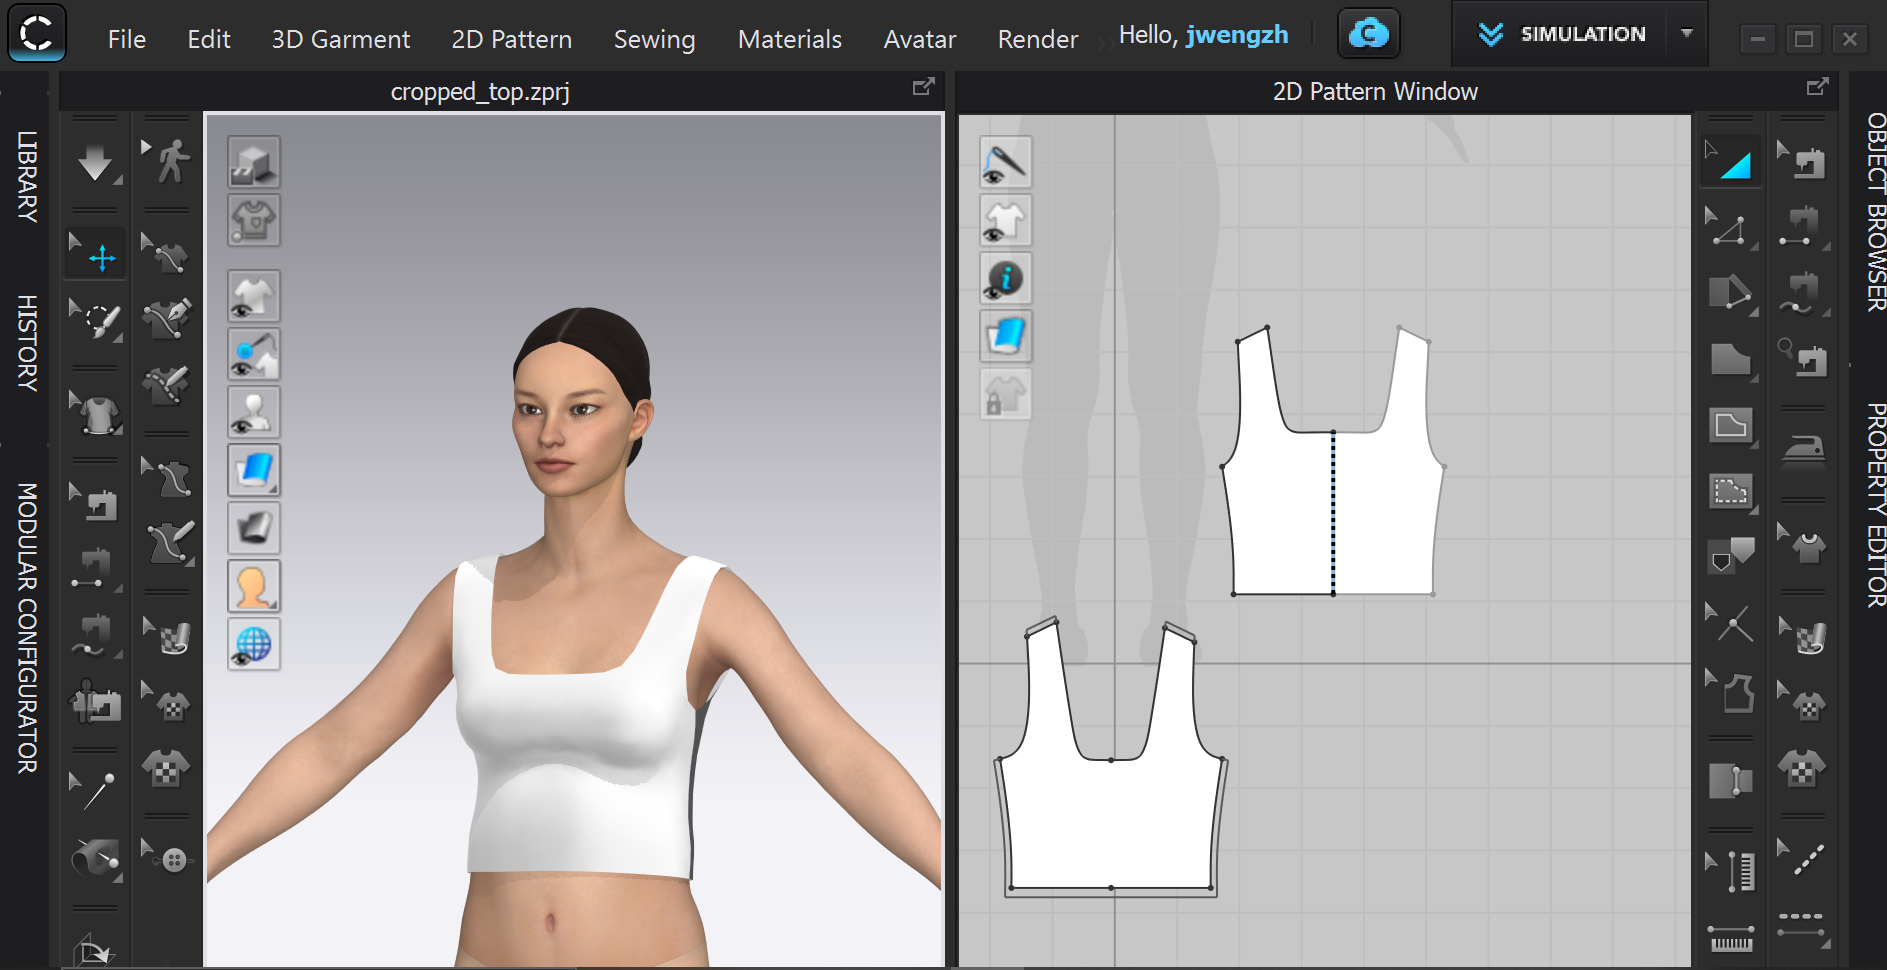 File Edit 3D Garment 2D Pattern Sewing Materials Avatar Render Hello, jwengzh SIMULATION
cropped_top.zprj
2D Pattern Window
LIBRARY
HISTORY
MODULAR CONFIGURATOR
OBJECT BROWSER
PROPERTY EDITOR